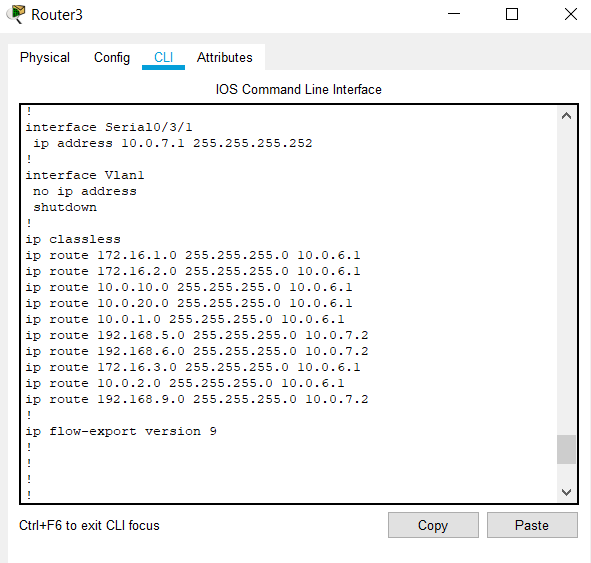 Router3
Physical Config CLI Attributes
IOS Command Line Interface
!
interface Serial0/3/1
 ip address 10.0.7.1 255.255.255.252
!
interface Vlan1
 no ip address
 shutdown
!
ip classless
ip route 172.16.1.0 255.255.255.0 10.0.6.1
ip route 172.16.2.0 255.255.255.0 10.0.6.1
ip route 10.0.10.0 255.255.255.0 10.0.6.1
ip route 10.0.20.0 255.255.255.0 10.0.6.1
ip route 10.0.1.0 255.255.255.0 10.0.6.1
ip route 192.168.5.0 255.255.255.0 10.0.7.2
ip route 192.168.6.0 255.255.255.0 10.0.7.2
ip route 172.16.3.0 255.255.255.0 10.0.6.1
ip route 10.0.2.0 255.255.255.0 10.0.6.1
ip route 192.168.9.0 255.255.255.0 10.0.7.2
!
ip flow-export version 9
!
!
!
!
Ctrl+F6 to exit CLI focus Copy Paste